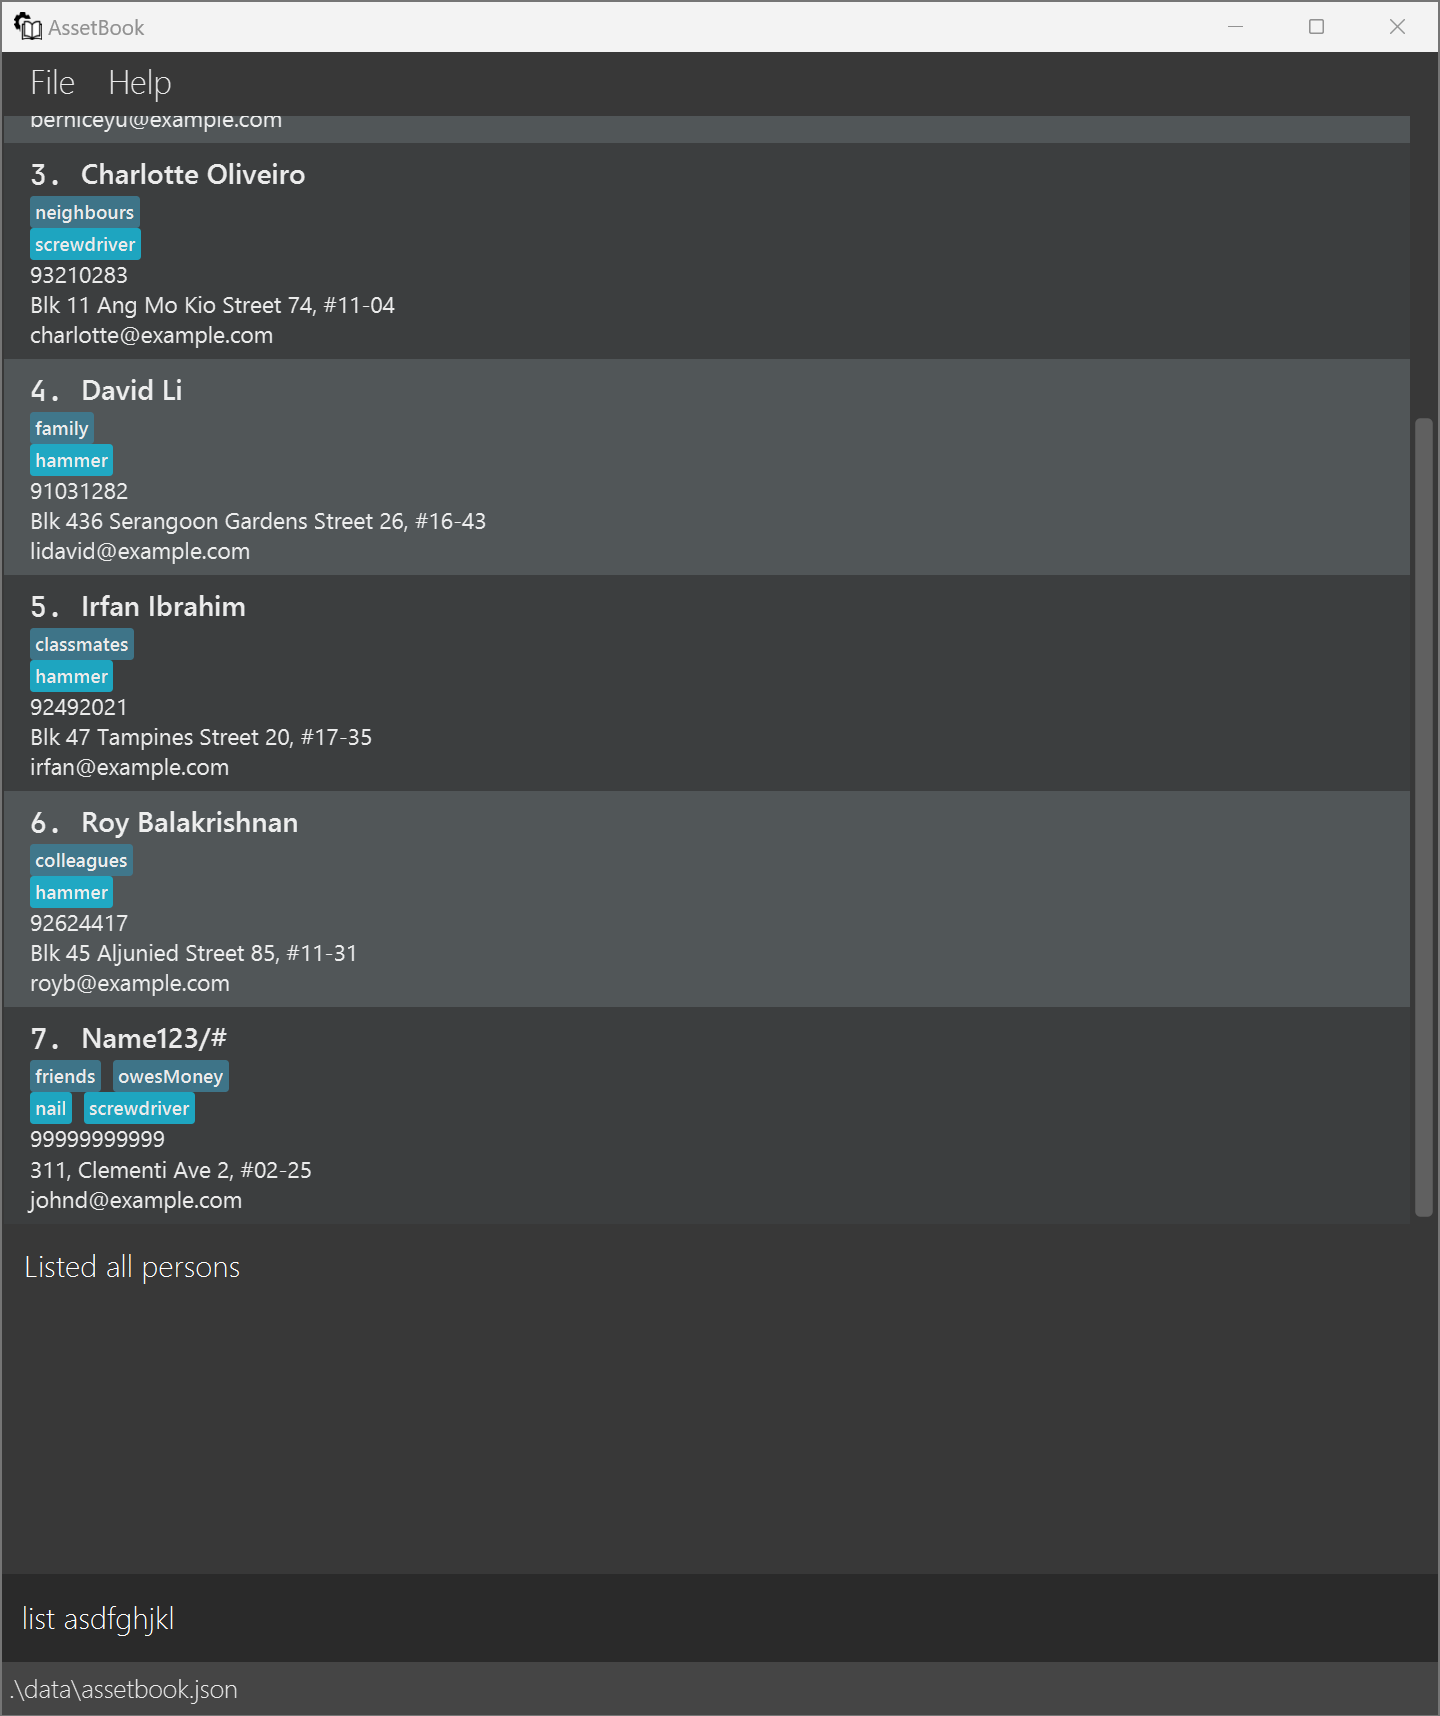 AssetBook
File Help
berniceyu@example.com
3. Charlotte Oliveiro
neighbours
screwdriver
93210283
Blk 11 Ang Mo Kio Street 74, #11-04
charlotte@example.com
4. David Li
family
hammer
91031282
Blk 436 Serangoon Gardens Street 26, #16-43
lidavid@example.com
5. Irfan Ibrahim
classmates
hammer
92492021
Blk 47 Tampines Street 20, #17-35
irfan@example.com
6. Roy Balakrishnan
colleagues
hammer
92624417
Blk 45 Aljunied Street 85, #11-31
royb@example.com
7. Name123/#
friends owesMoney
nail screwdriver
99999999999
311, Clementi Ave 2, #02-25
johnd@example.com
Listed all persons
list asdfghjkl
.\data\assetbook.json